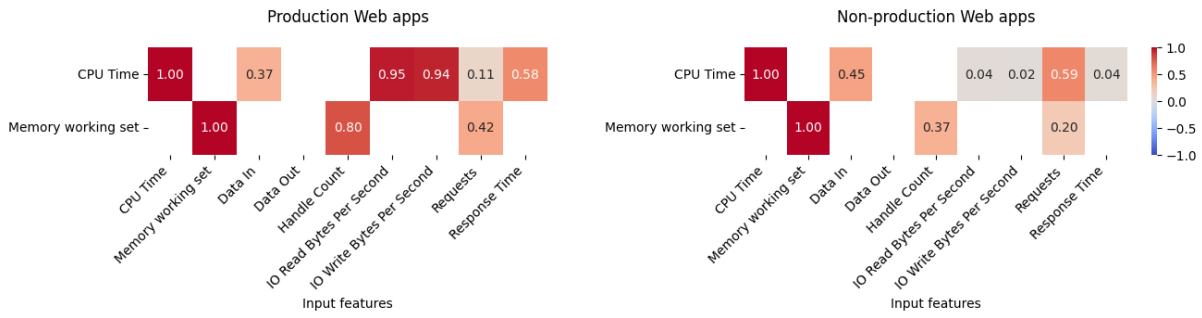 Production Web apps
CPU Time
1.00 0.37 0.95 0.94 0.11 0.58
Memory working set
1.00 0.80 0.42
CPU Time
Memory working set
Data In
Data Out
Handle Count
IO Read Bytes Per Second
IO Write Bytes Per Second
Requests
Response Time
Input features
Non-production Web apps
CPU Time
1.00 0.45 0.04 0.02 0.59 0.04
Memory working set
1.00 0.37 0.20
CPU Time
Memory working set
Data In
Data Out
Handle Count
IO Read Bytes Per Second
IO Write Bytes Per Second
Requests
Response Time
Input features
1.0
0.5
0.0
−0.5
−1.0